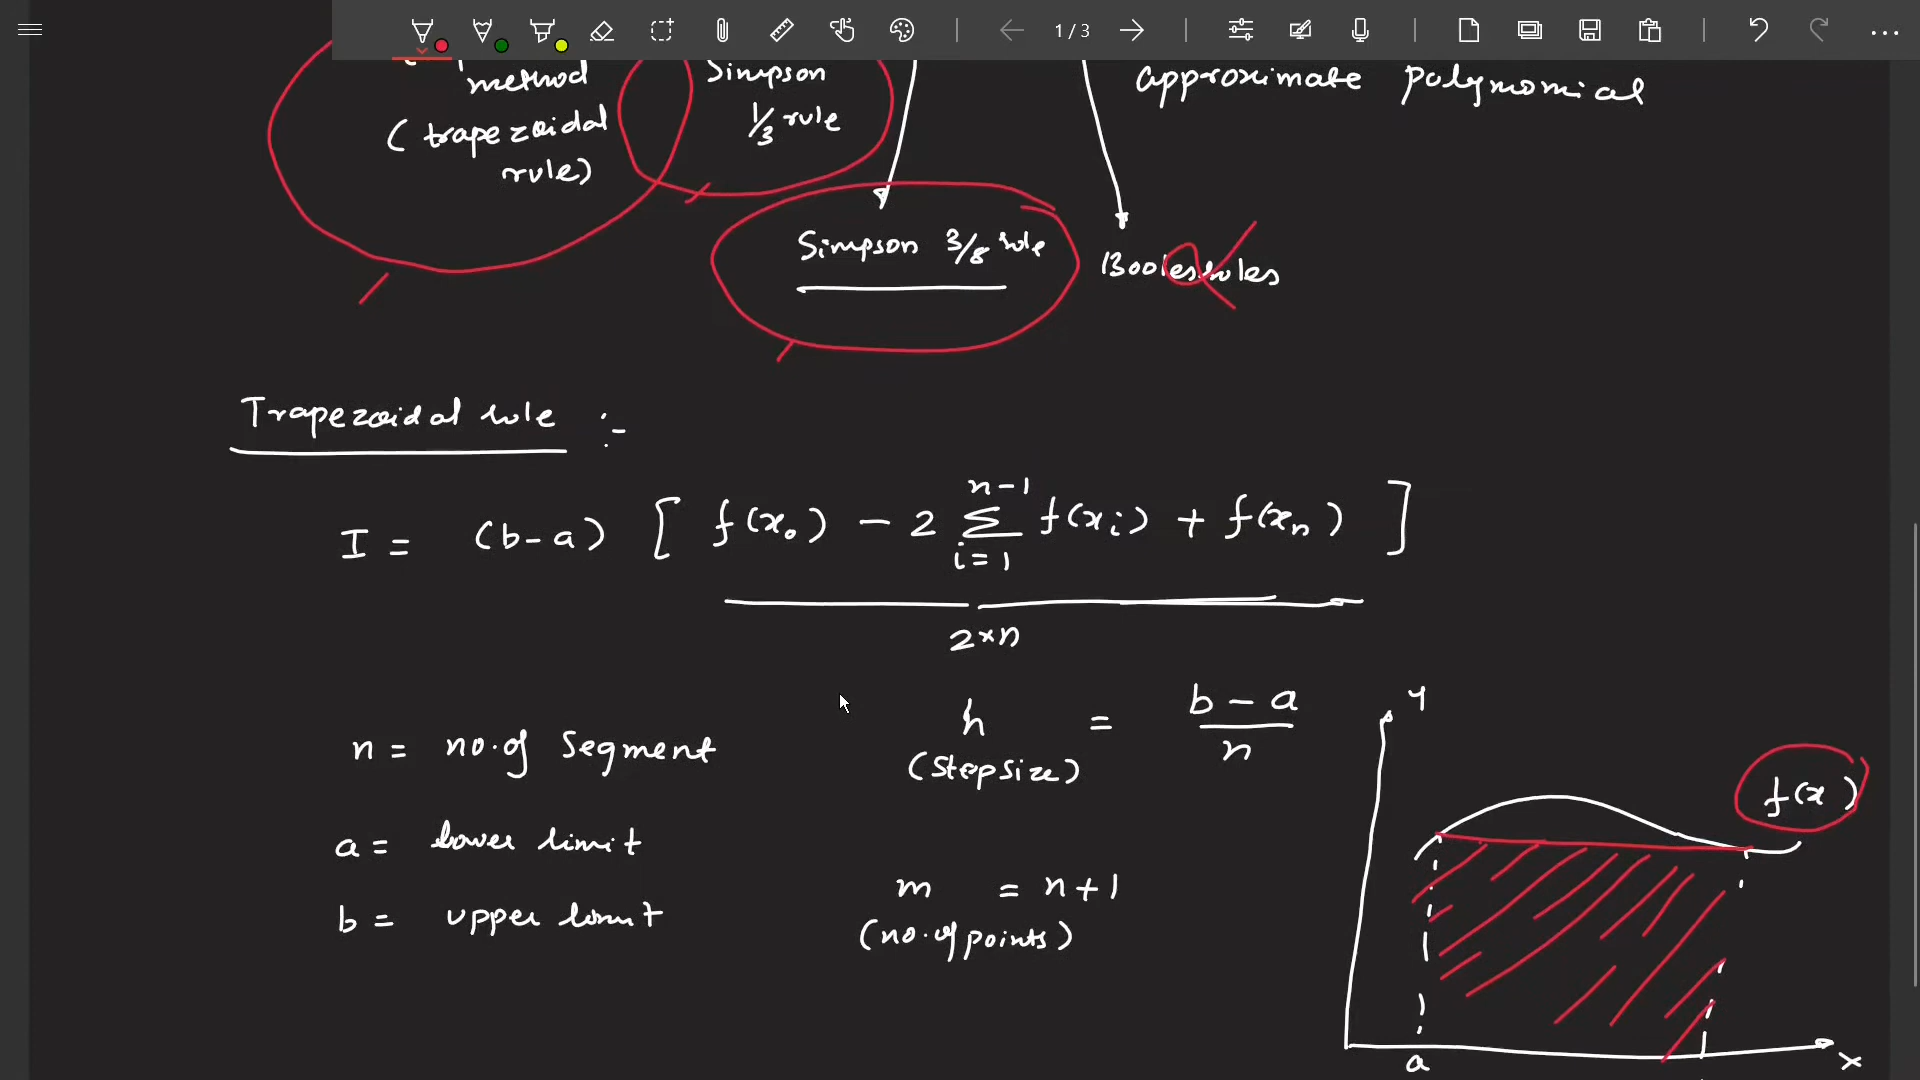 1 / 3
method
(trapezoidal
rule)
Simpson
1/3 rule
approximate polynomial
Simpson 3/8 rule
Booles rules
Trapezoidal rule :-
I = (b-a) [ f(x₀) - 2 n-1 Σ i=1 f(xᵢ) + f(xₙ) ]
2×n
h = b-a / n
(stepsize)
n = no. of Segment
a = lower limit
b = upper limit
m = n+1
(no. of points)
y
f(x)
a
x